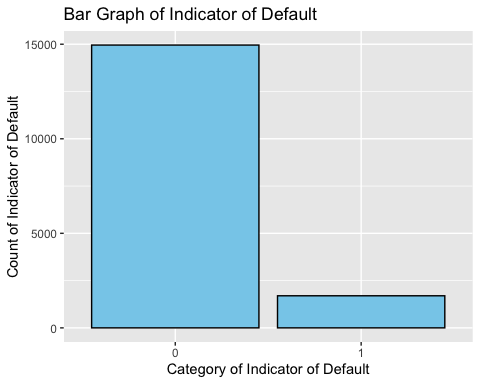 Bar Graph of Indicator of Default
15000
10000
5000
0
Count of Indicator of Default
0 1
Category of Indicator of Default